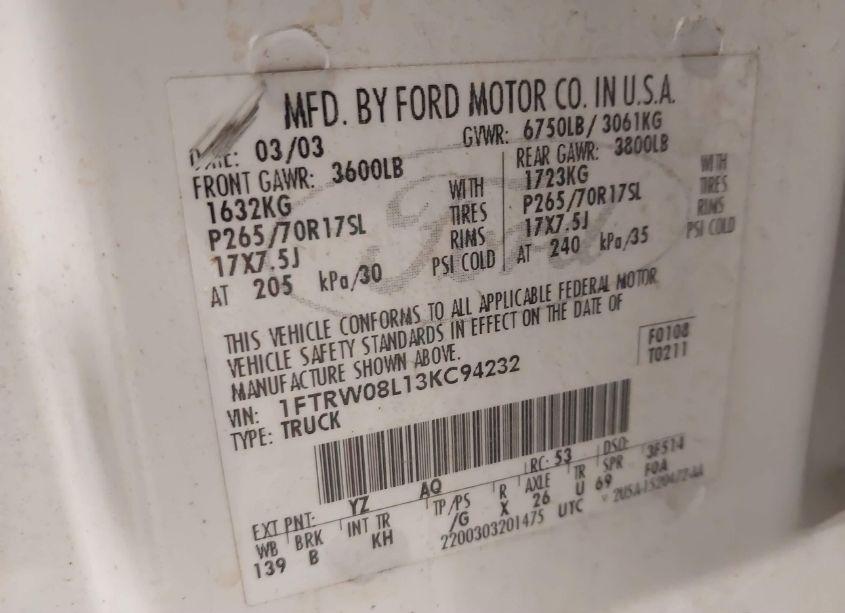 MFD. BY FORD MOTOR CO. IN U.S.A.
DATE: 03/03 GVWR: 6750LB/ 3061KG
FRONT GAWR: 3600LB REAR GAWR: 3800LB
1632KG WITH 1723KG WITH
P265/70R17SL TIRES P265/70R17SL TIRES
17X7.5J RIMS 17X7.5J RIMS
AT 205 kPa/30 PSI COLD AT 240 kPa/35 PSI COLD
Ford
THIS VEHICLE CONFORMS TO ALL APPLICABLE FEDERAL MOTOR
VEHICLE SAFETY STANDARDS IN EFFECT ON THE DATE OF
MANUFACTURE SHOWN ABOVE.
F0108
T0211
VIN: 1FTRW08L13KC94232
TYPE: TRUCK
EXT PNT: YZ AQ RC: 53 DSO: 3F514
WB BRK INT TR TP/PS R AXLE TR SPR F0A
139 B KH /G X 26 U 69
2200303201475 UTC